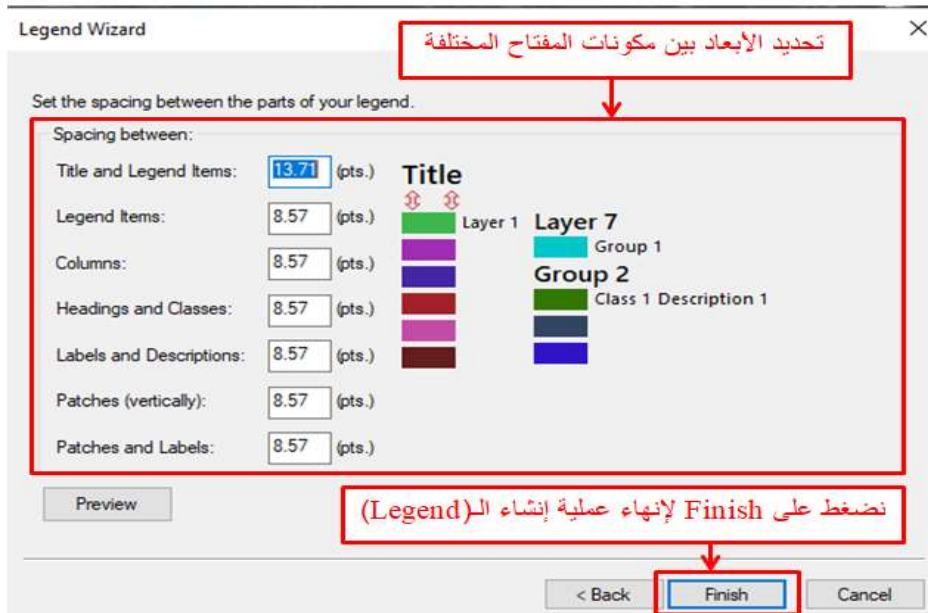 Legend Wizard
تحديد الأبعاد بين مكونات المفتاح المختلفة
Set the spacing between the parts of your legend.
Spacing between:
Title and Legend Items: 13.71 (pts.)
Legend Items: 8.57 (pts.)
Columns: 8.57 (pts.)
Headings and Classes: 8.57 (pts.)
Labels and Descriptions: 8.57 (pts.)
Patches (vertically): 8.57 (pts.)
Patches and Labels: 8.57 (pts.)
Title
Layer 1
Layer 7
Group 1
Group 2
Class 1 Description 1
Preview
نضغط على Finish لإنهاء عملية إنشاء الـ(Legend)
< Back Finish Cancel